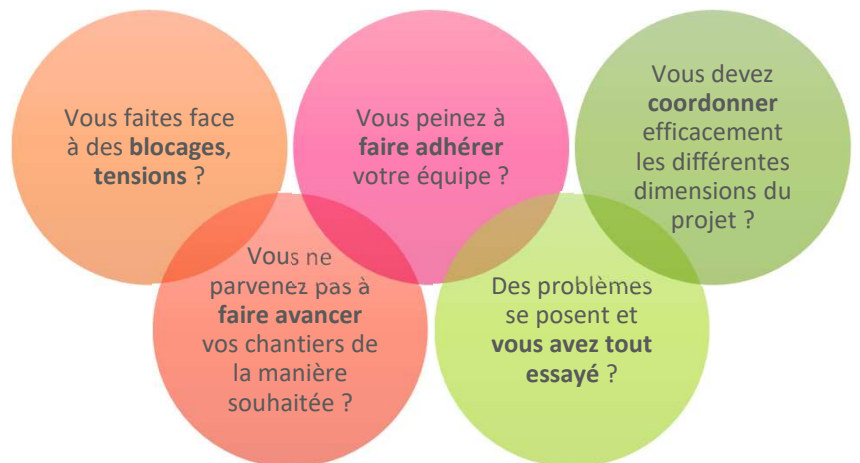 Vous faites face
à des blocages,
tensions ?
Vous peinez à
faire adhérer
votre équipe ?
Vous devez
coordonner
efficacement
les différentes
dimensions du
projet ?
Vous ne
parvenez pas à
faire avancer
vos chantiers de
la manière
souhaitée ?
Des problèmes
se posent et
vous avez tout
essayé ?